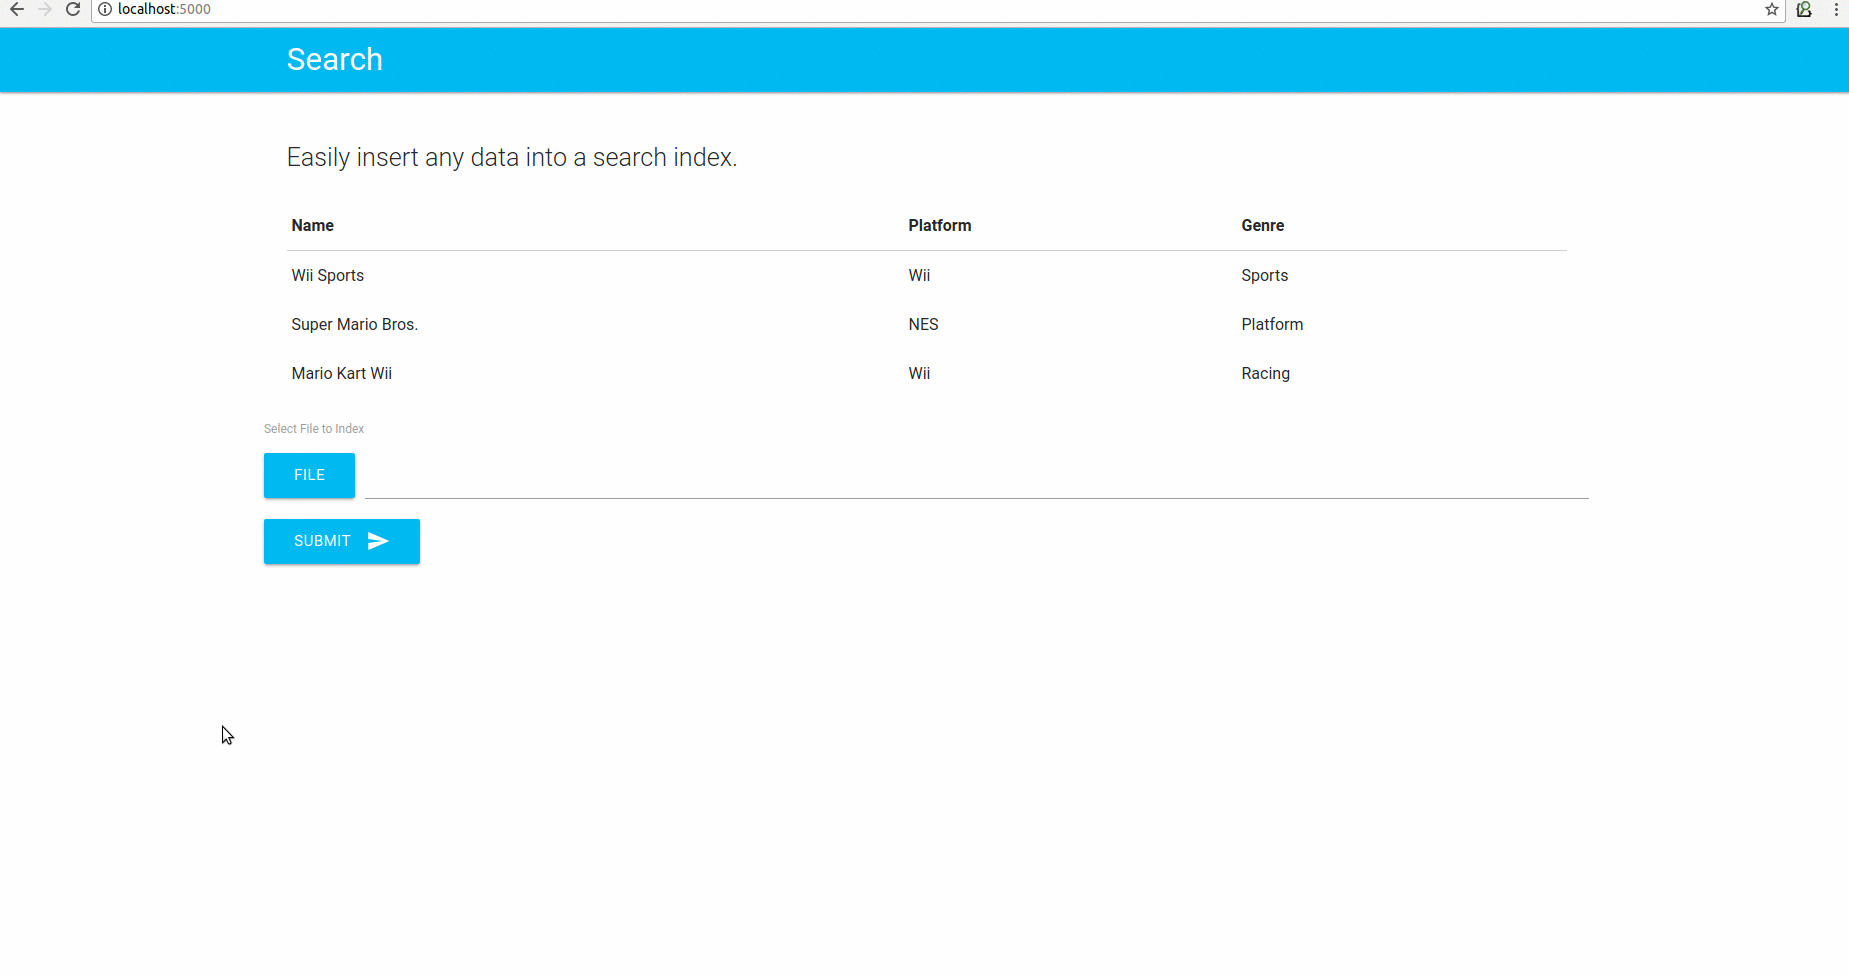 localhost:5000
Search
Easily insert any data into a search index.
Name Platform Genre
Wii Sports Wii Sports
Super Mario Bros. NES Platform
Mario Kart Wii Wii Racing
Select File to Index
FILE
SUBMIT